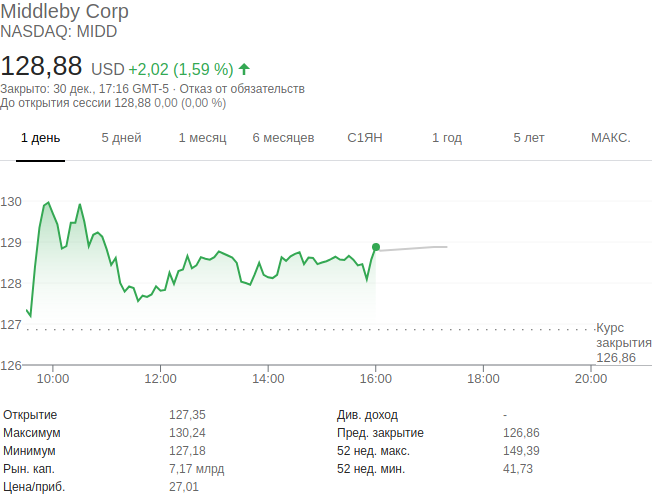 Middleby Corp
NASDAQ: MIDD
128,88 USD +2,02 (1,59 %)
Закрыто: 30 дек., 17:16 GMT-5 · Отказ от обязательств
До открытия сессии 128,88 0,00 (0,00 %)
1 день 5 дней 1 месяц 6 месяцев С1ЯН 1 год 5 лет МАКС.
130
129
128
127
Курс
закрытия
126,86
126
10:00 12:00 14:00 16:00 18:00 20:00
Открытие 127,35 Див. доход -
Максимум 130,24 Пред. закрытие 126,86
Минимум 127,18 52 нед. макс. 149,39
Рын. кап. 7,17 млрд 52 нед. мин. 41,73
Цена/приб. 27,01